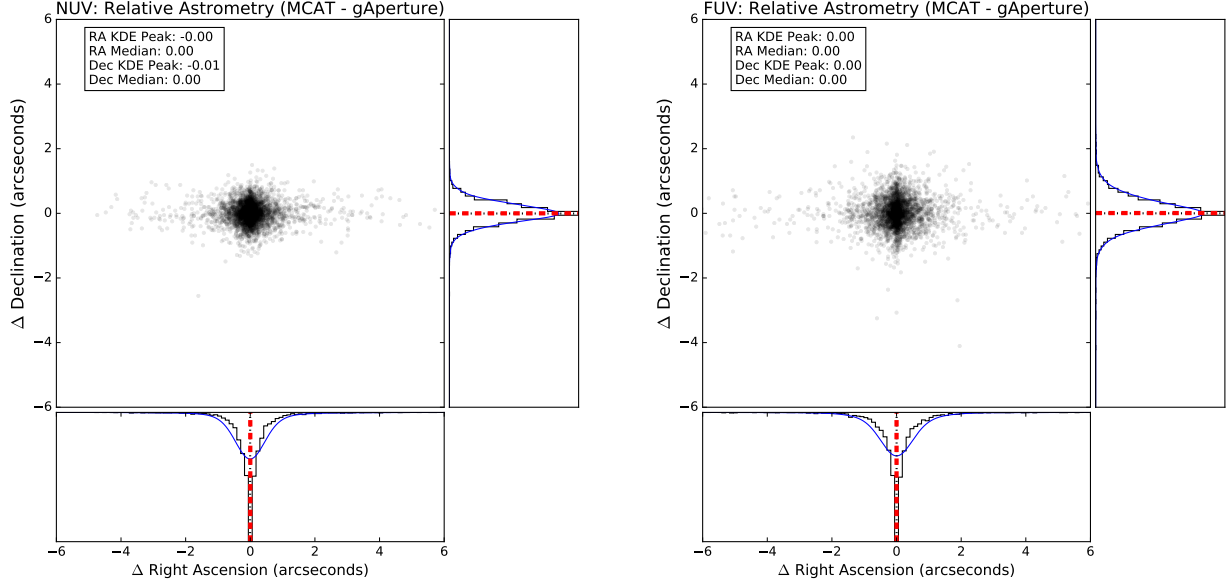 NUV: Relative Astrometry (MCAT - gAperture)
RA KDE Peak: -0.00
RA Median: 0.00
Dec KDE Peak: -0.01
Dec Median: 0.00
6
4
2
0
−2
−4
−6
Δ Declination (arcseconds)
−6
−4
−2
0
2
4
6
Δ Right Ascension (arcseconds)
FUV: Relative Astrometry (MCAT - gAperture)
RA KDE Peak: 0.00
RA Median: 0.00
Dec KDE Peak: 0.00
Dec Median: 0.00
6
4
2
0
−2
−4
−6
Δ Declination (arcseconds)
−6
−4
−2
0
2
4
6
Δ Right Ascension (arcseconds)